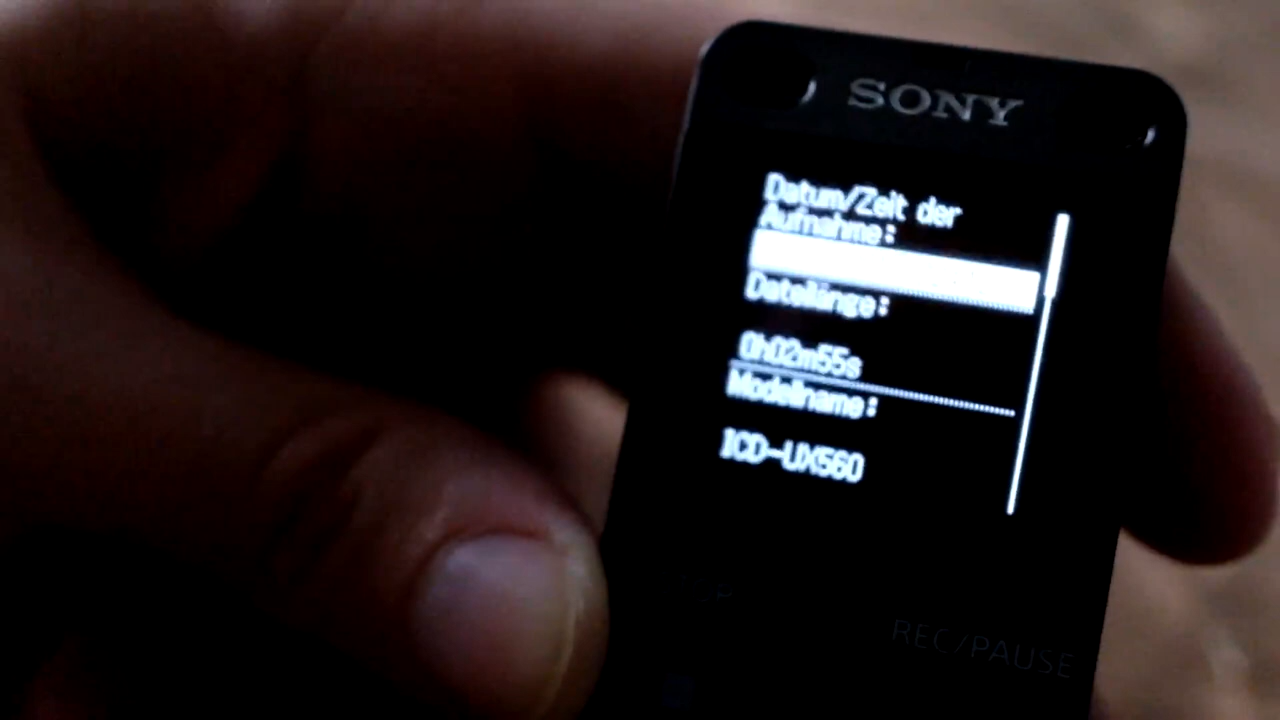 SONY
Datum/Zeit der
Aufnahme:
Dateilänge:
0h02m55s
Modellname:
ICD-UX560
REC/PAUSE